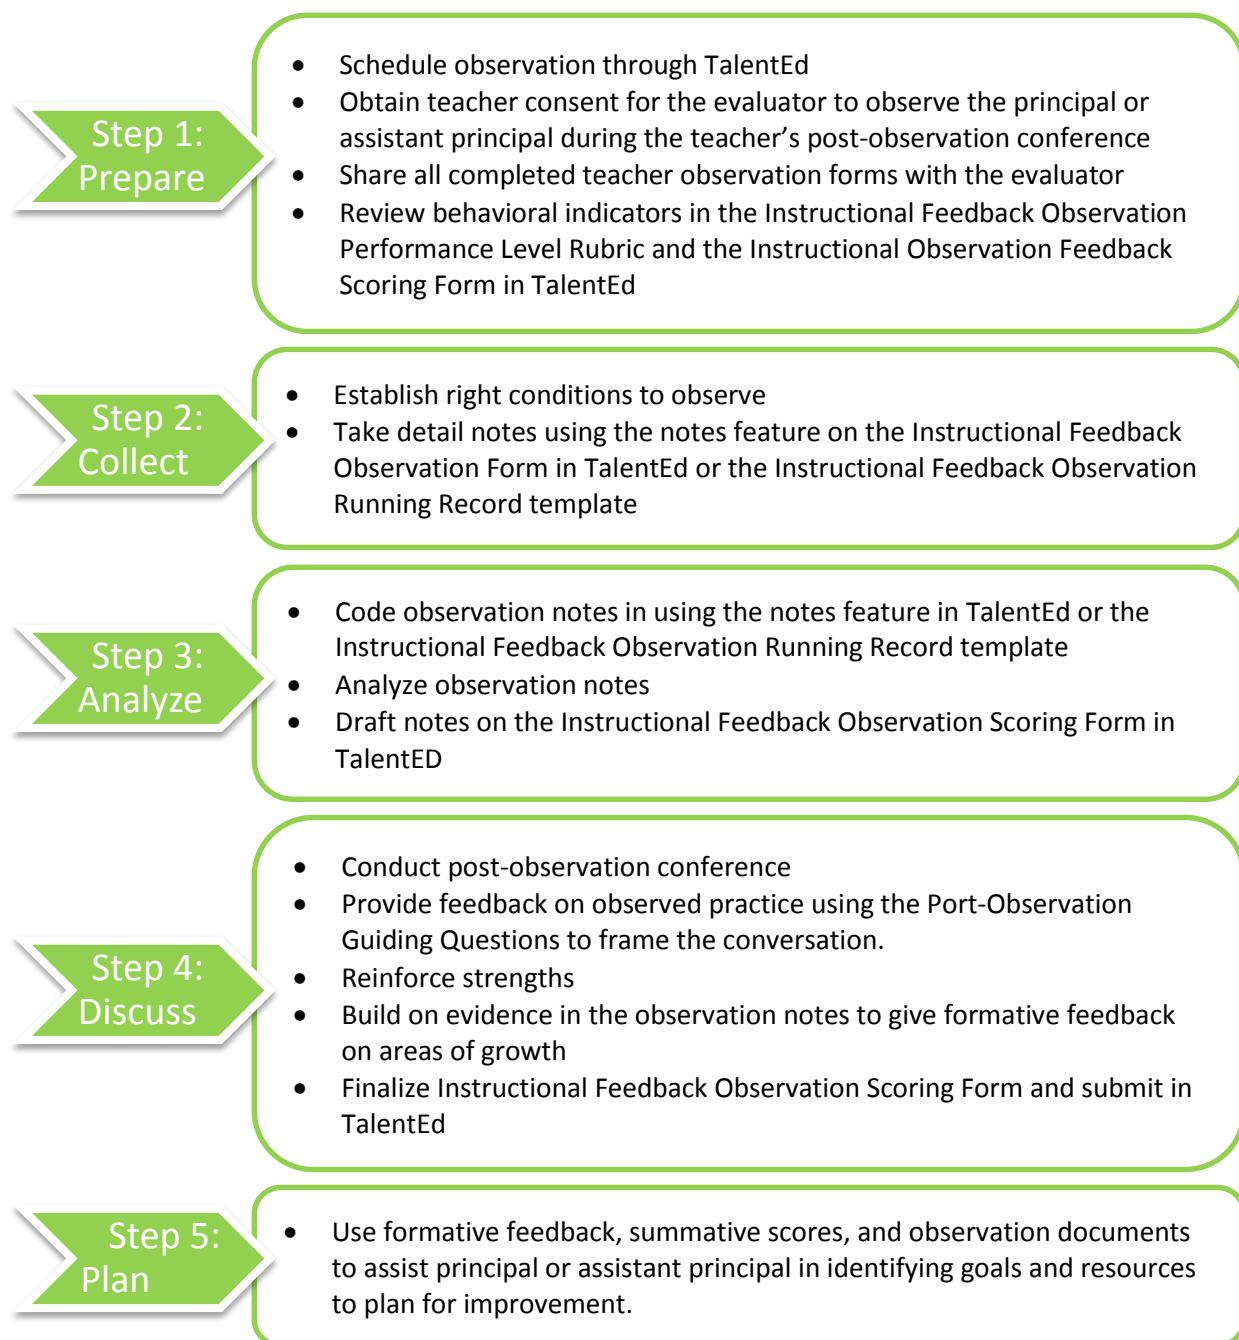 Step 1:
Prepare
• Schedule observation through TalentEd
• Obtain teacher consent for the evaluator to observe the principal or
assistant principal during the teacher’s post-observation conference
• Share all completed teacher observation forms with the evaluator
• Review behavioral indicators in the Instructional Feedback Observation
Performance Level Rubric and the Instructional Observation Feedback
Scoring Form in TalentEd
Step 2:
Collect
• Establish right conditions to observe
• Take detail notes using the notes feature on the Instructional Feedback
Observation Form in TalentEd or the Instructional Feedback Observation
Running Record template
Step 3:
Analyze
• Code observation notes in using the notes feature in TalentEd or the
Instructional Feedback Observation Running Record template
• Analyze observation notes
• Draft notes on the Instructional Feedback Observation Scoring Form in
TalentED
Step 4:
Discuss
• Conduct post-observation conference
• Provide feedback on observed practice using the Port-Observation
Guiding Questions to frame the conversation.
• Reinforce strengths
• Build on evidence in the observation notes to give formative feedback
on areas of growth
• Finalize Instructional Feedback Observation Scoring Form and submit in
TalentEd
Step 5:
Plan
• Use formative feedback, summative scores, and observation documents
to assist principal or assistant principal in identifying goals and resources
to plan for improvement.